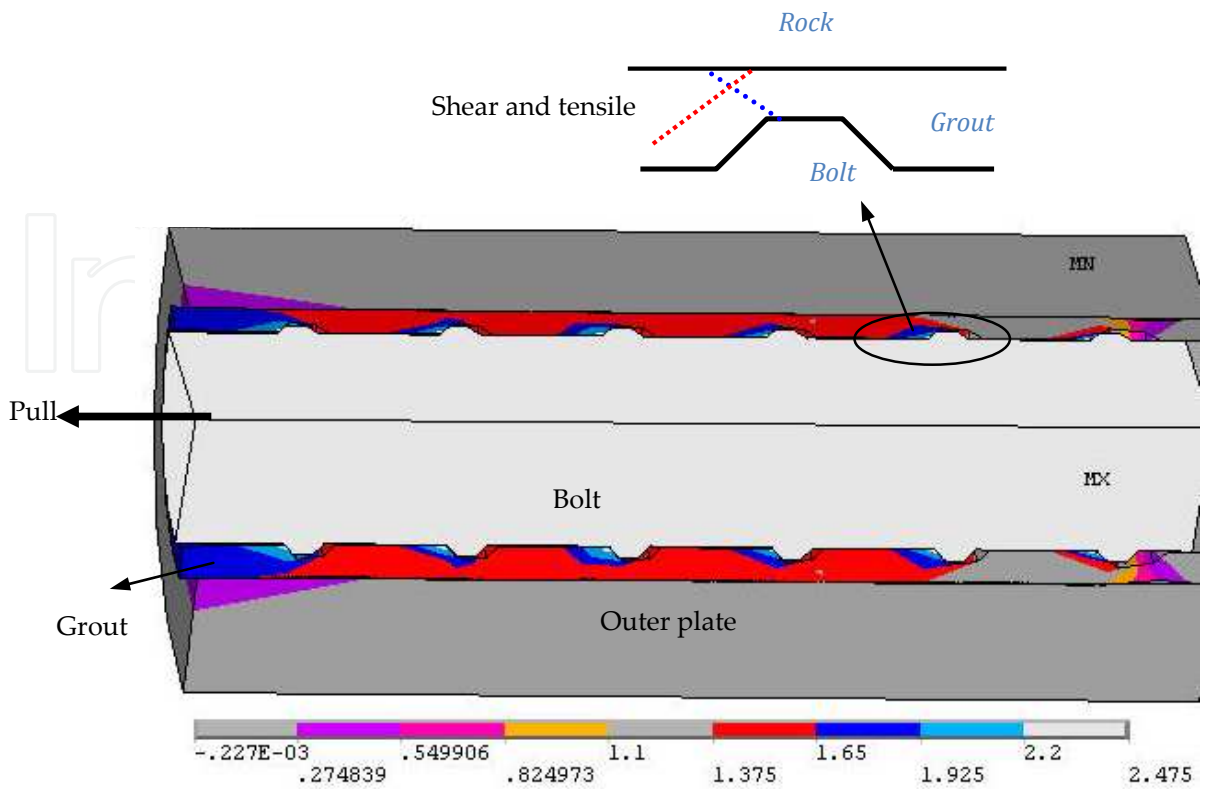 Rock
Shear and tensile
Grout
Bolt
MN
Pull
MX
Bolt
Grout
Outer plate
-.227E-03
.549906
1.1
1.65
2.2
.274839
.824973
1.375
1.925
2.475